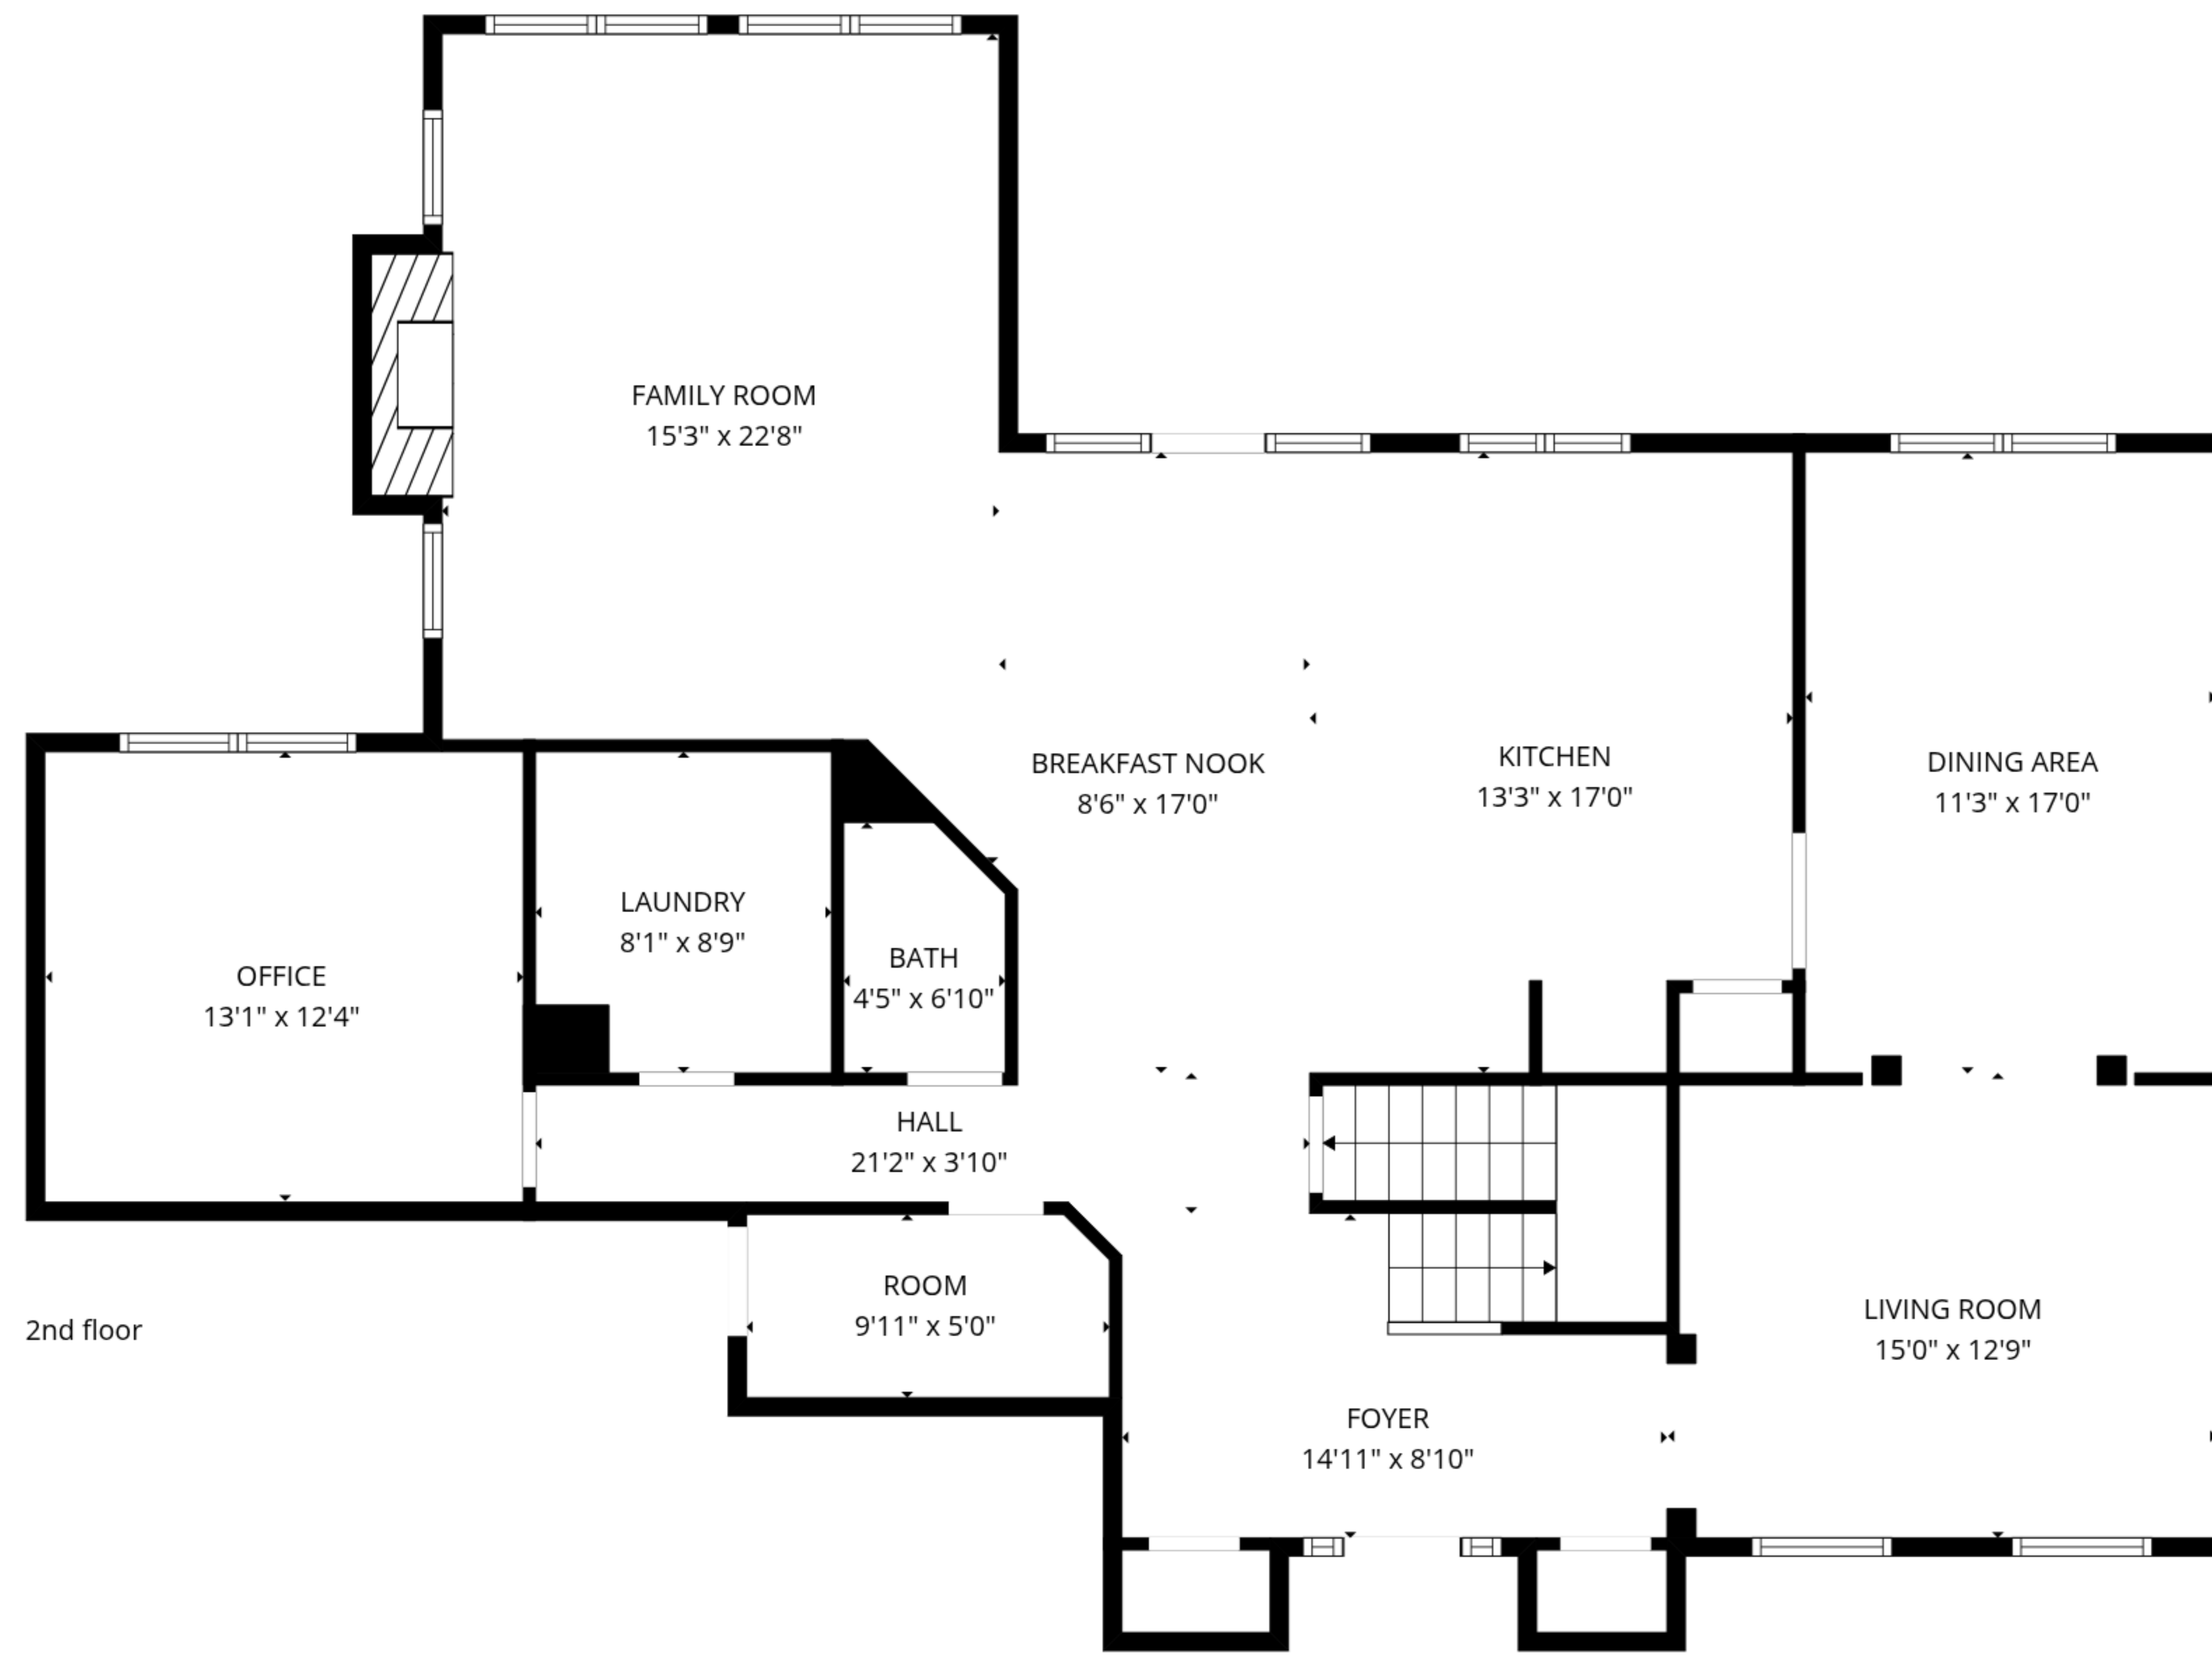 FAMILY ROOM
15'3" x 22'8"
BREAKFAST NOOK
8'6" x 17'0"
KITCHEN
13'3" x 17'0"
DINING AREA
11'3" x 17'0"
LAUNDRY
8'1" x 8'9"
BATH
4'5" x 6'10"
OFFICE
13'1" x 12'4"
HALL
21'2" x 3'10"
ROOM
9'11" x 5'0"
LIVING ROOM
15'0" x 12'9"
2nd floor
FOYER
14'11" x 8'10"